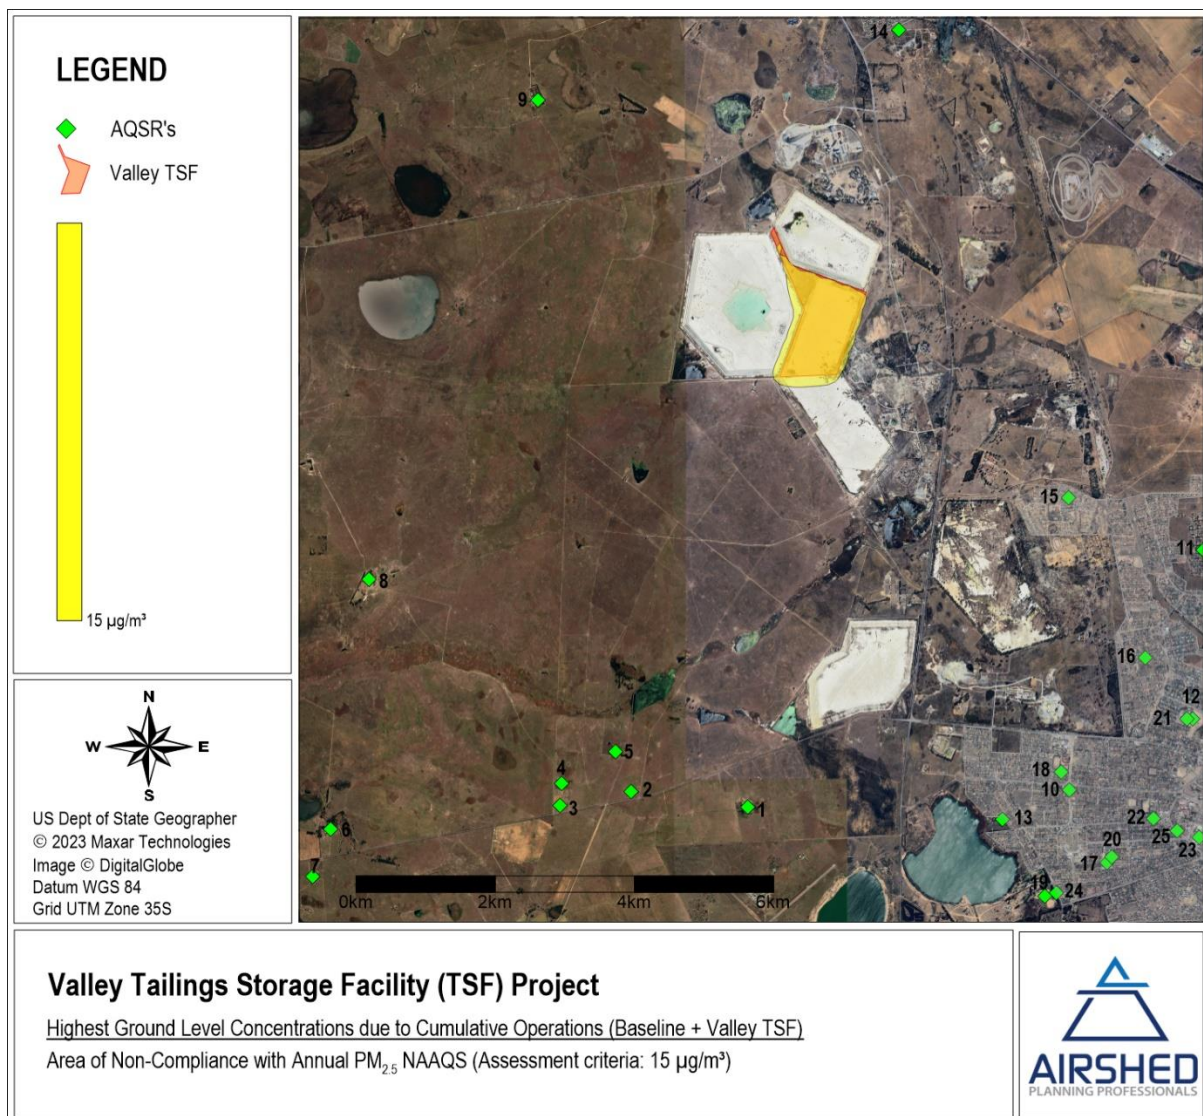 LEGEND
AQSR's
Valley TSF
15 µg/m³
N
W E
S
US Dept of State Geographer
© 2023 Maxar Technologies
Image © DigitalGlobe
Datum WGS 84
Grid UTM Zone 35S
14
9
15
11
8
16
12
21
5
4
18
2
10
3
1
13
22
6
25
23
20
17
7
19
24
0km 2km 4km 6km
Valley Tailings Storage Facility (TSF) Project
Highest Ground Level Concentrations due to Cumulative Operations (Baseline + Valley TSF)
Area of Non-Compliance with Annual PM2.5 NAAQS (Assessment criteria: 15 µg/m³)
AIRSHED
PLANNING PROFESSIONALS